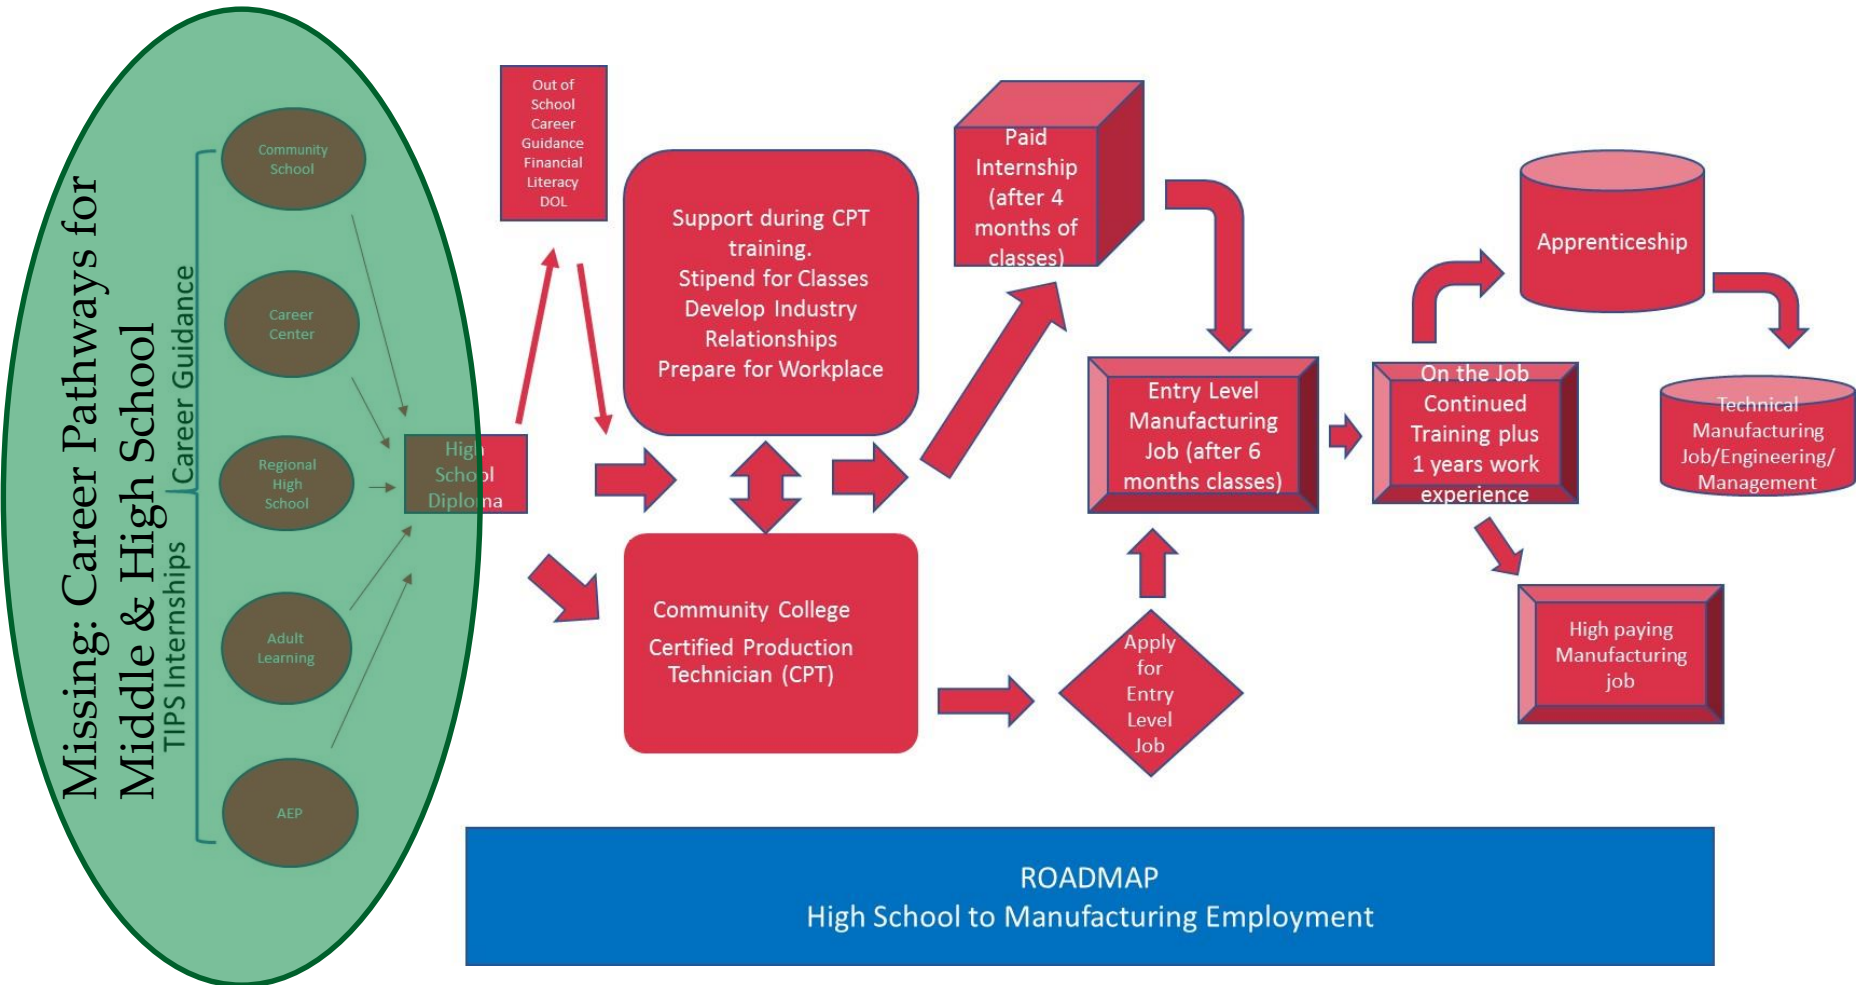 Missing: Career Pathways for
Middle & High School
Career Guidance
TIPS Internships
Community
School
Career
Center
Regional
High
School
Adult
Learning
AEP
High
School
Diploma
Out of
School
Career
Guidance
Financial
Literacy
DOL
Support during CPT
training.
Stipend for Classes
Develop Industry
Relationships
Prepare for Workplace
Community College
Certified Production
Technician (CPT)
Paid
Internship
(after 4
months of
classes)
Entry Level
Manufacturing
Job (after 6
months classes)
Apply
for
Entry
Level
Job
On the Job
Continued
Training plus
1 years work
experience
Apprenticeship
Technical
Manufacturing
Job/Engineering/
Management
High paying
Manufacturing
job
ROADMAP
High School to Manufacturing Employment